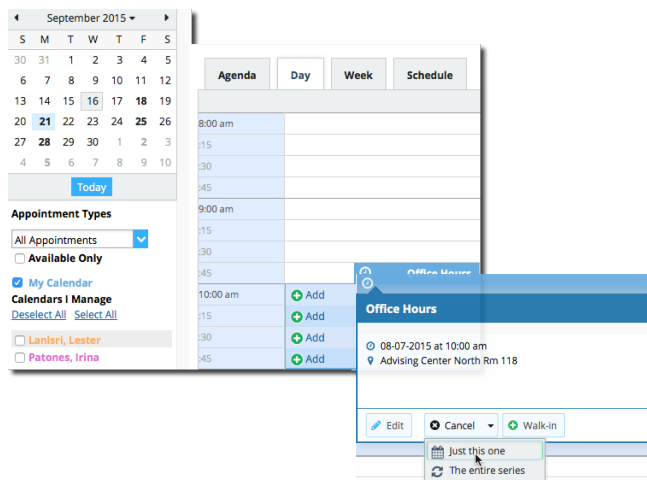 September 2015
S M T W T F S
30 31 1 2 3 4 5
6 7 8 9 10 11 12
13 14 15 16 17 18 19
20 21 22 23 24 25 26
27 28 29 30 1 2 3
4 5 6 7 8 9 10
Today
Appointment Types
All Appointments
Available Only
My Calendar
Calendars I Manage
Deselect All Select All
Lanisri, Lester
Patones, Irina
Agenda Day Week Schedule
8:00 am
:15
:30
:45
9:00 am
:15
:30
:45
10:00 am Add
:15 Add
:30 Add
:45 Add
Office Hours
Office Hours
08-07-2015 at 10:00 am
Advising Center North Rm 118
Edit Cancel Walk-in
Just this one
The entire series